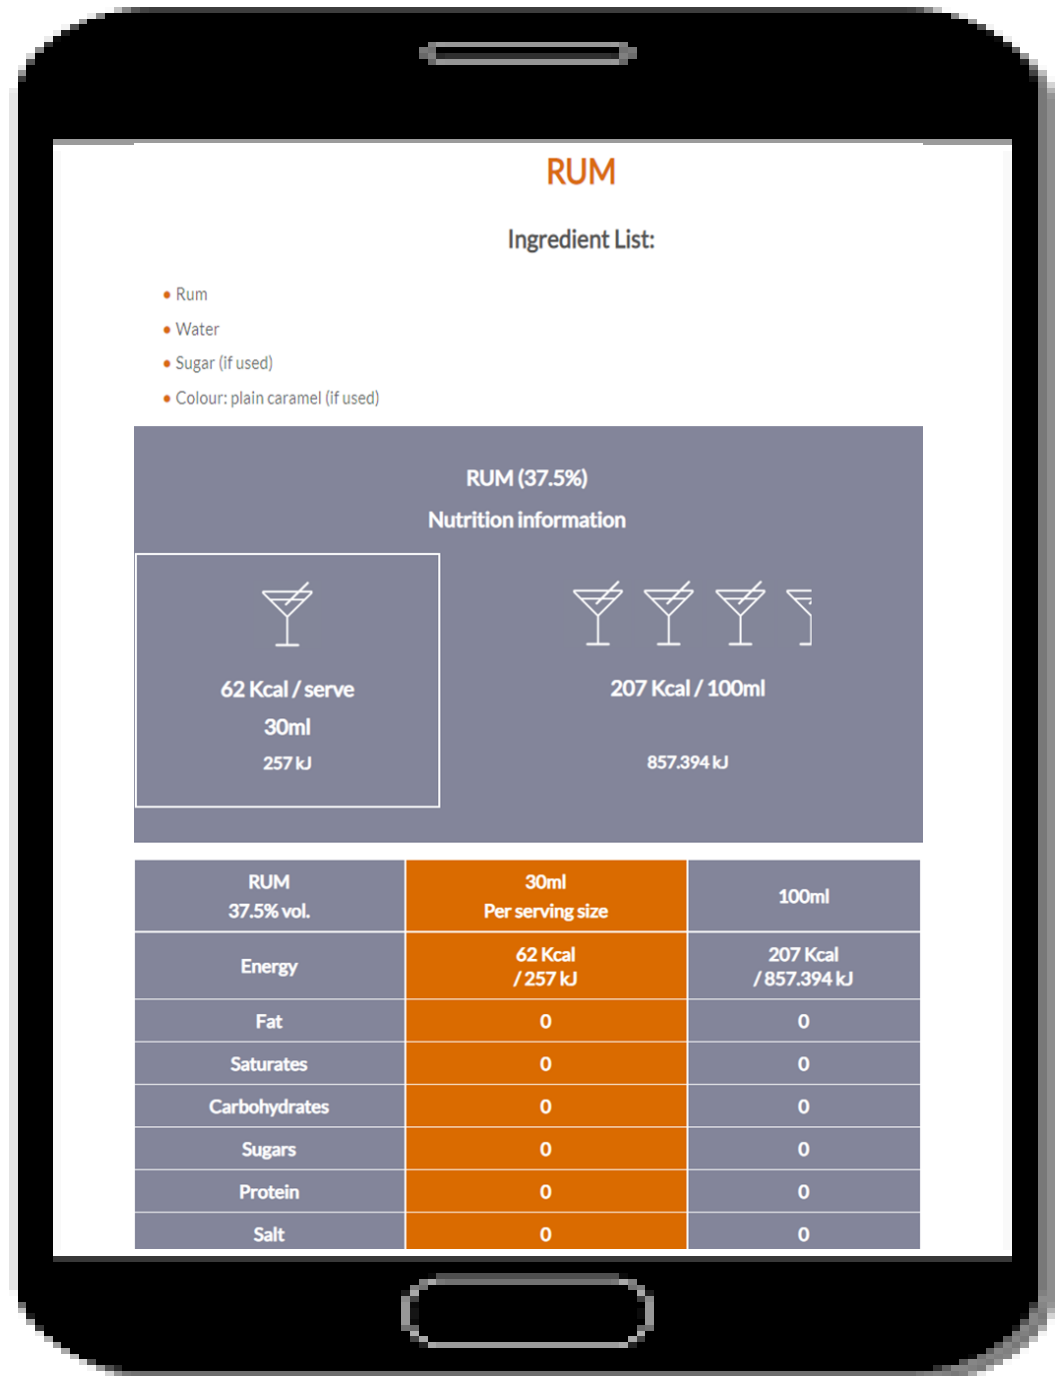 RUM
Ingredient List:
• Rum
• Water
• Sugar (if used)
• Colour: plain caramel (if used)
RUM (37.5%)
Nutrition information
62 Kcal / serve
30ml
257 kJ
207 Kcal / 100ml
857.394 kJ
RUM
37.5% vol.
30ml
Per serving size
100ml
Energy
62 Kcal
/ 257 kJ
207 Kcal
/ 857.394 kJ
Fat 0 0
Saturates 0 0
Carbohydrates 0 0
Sugars 0 0
Protein 0 0
Salt 0 0